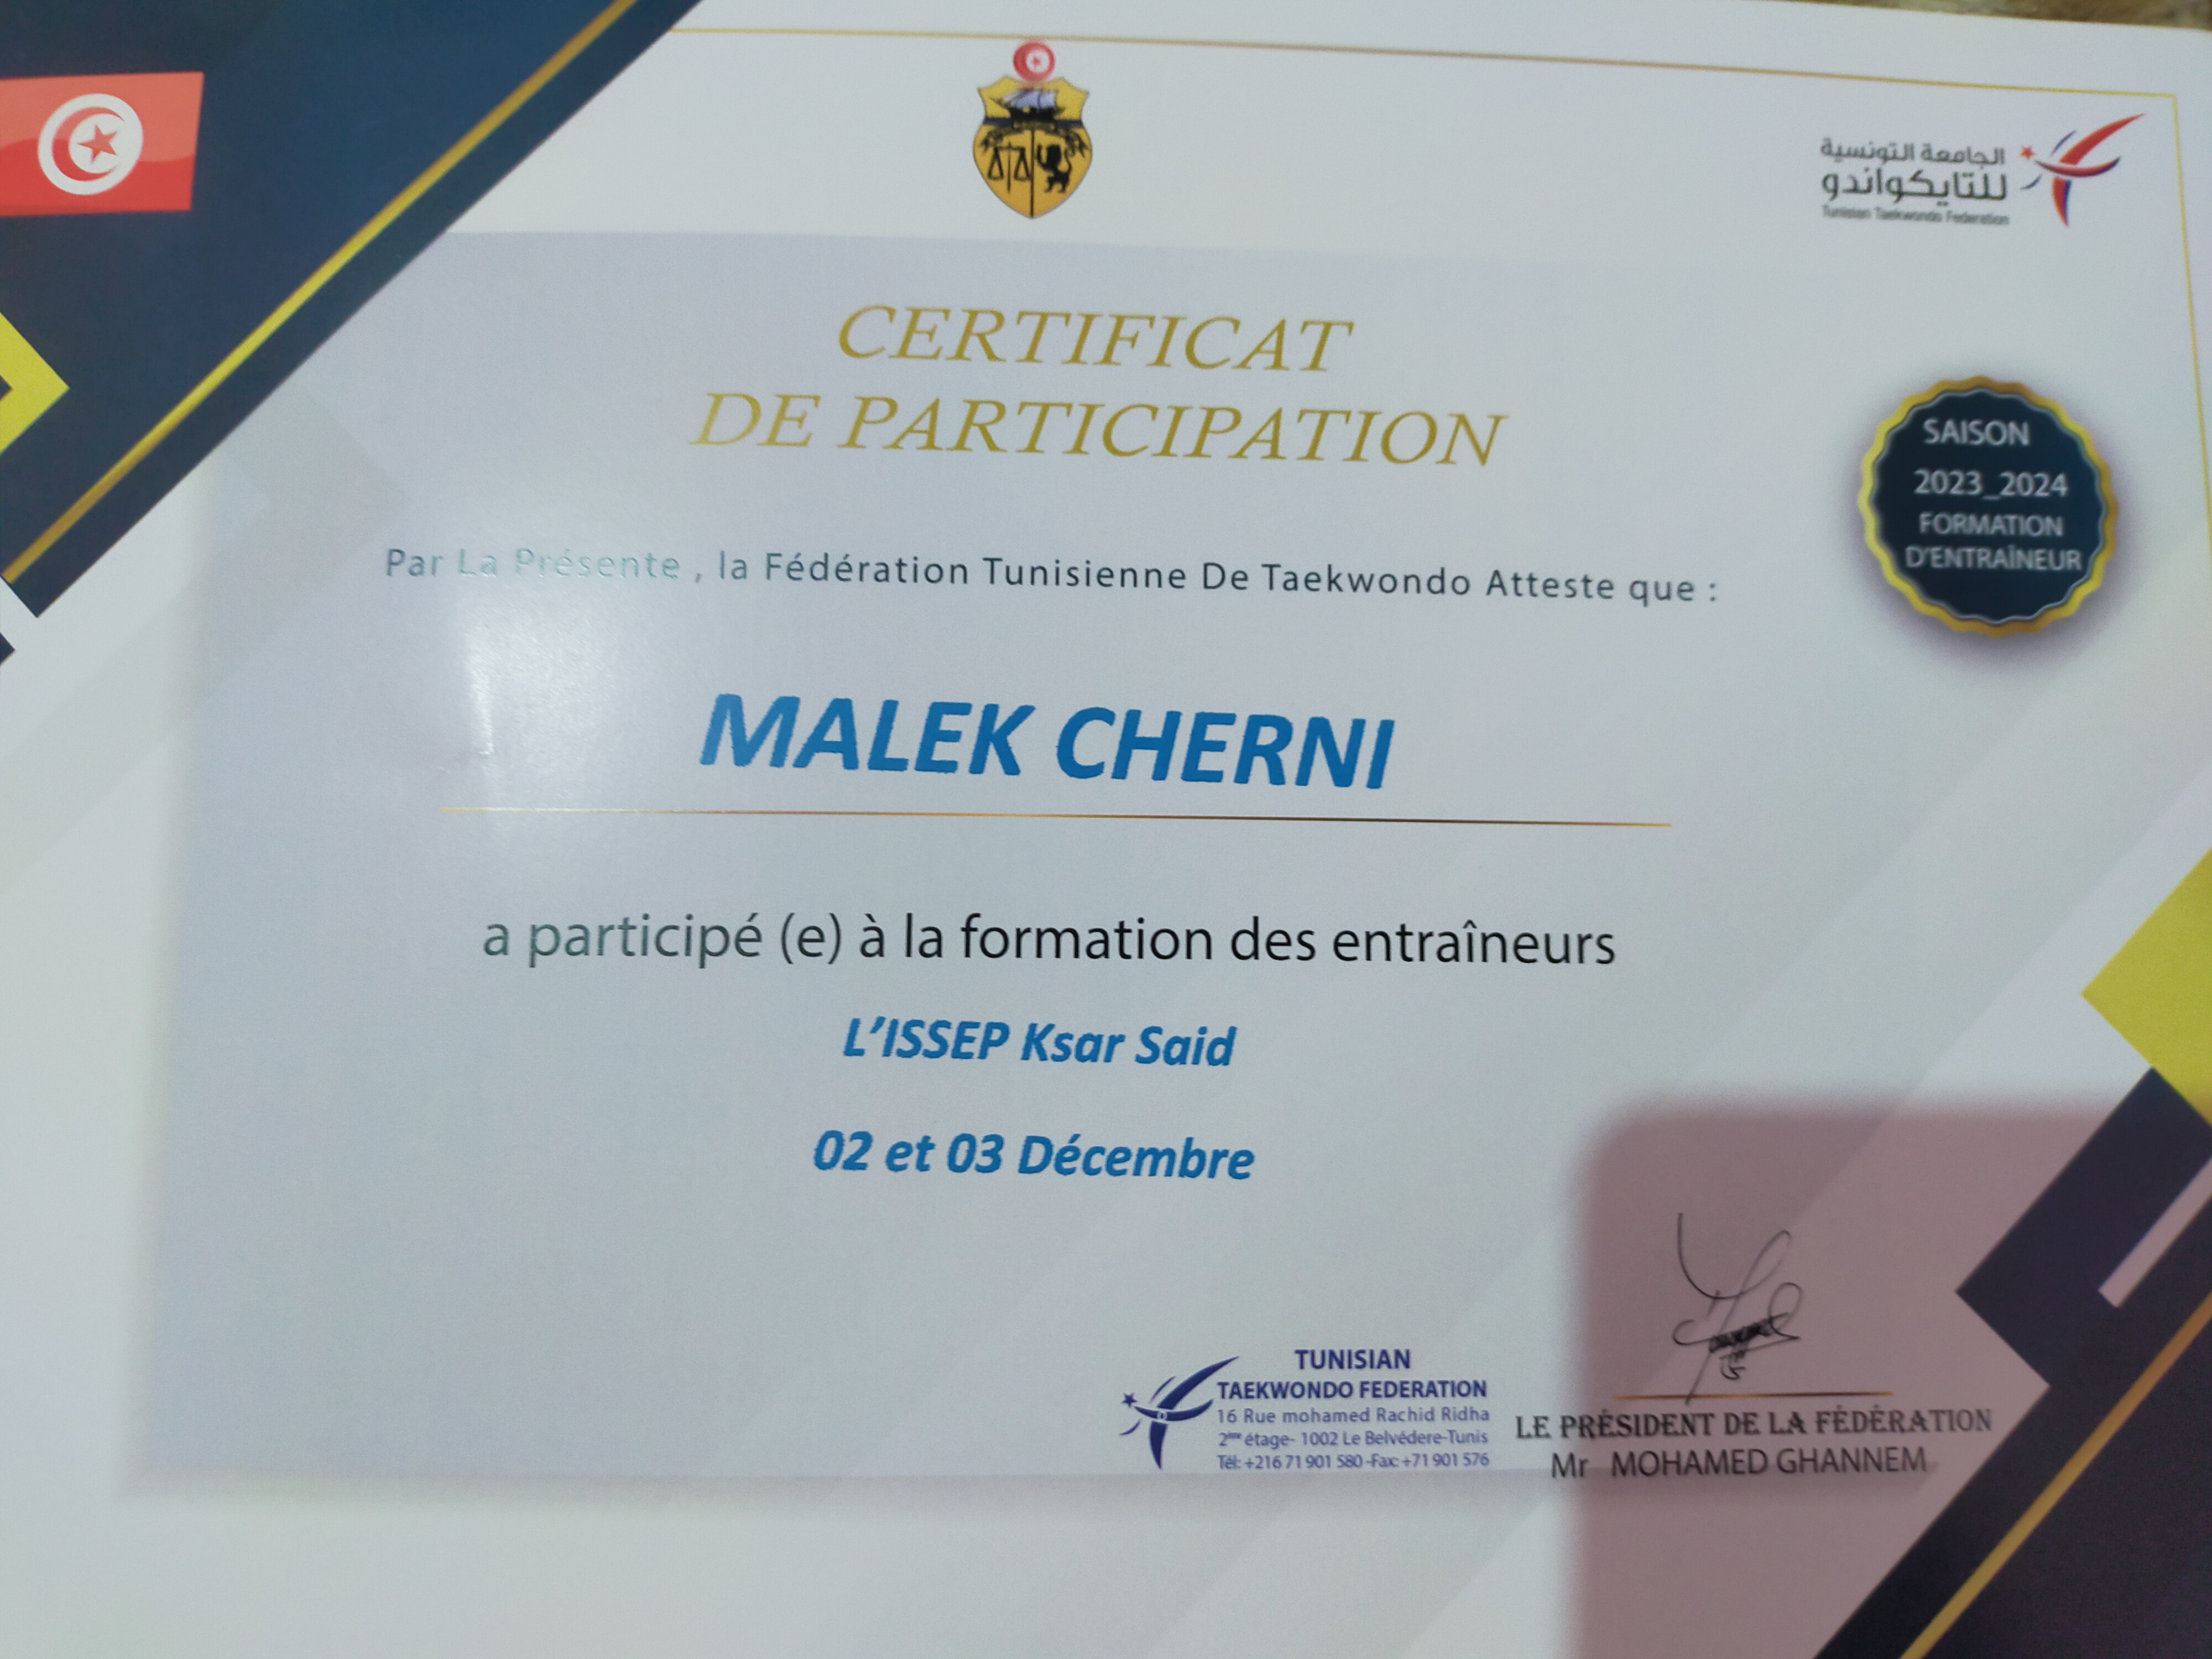 الجامعة التونسية
للتايكواندو
Tunisian Taekwondo Federation
CERTIFICAT
DE PARTICIPATION
SAISON
2023_2024
FORMATION
D'ENTRAÎNEUR
Par La Présente , la Fédération Tunisienne De Taekwondo Atteste que :
MALEK CHERNI
a participé (e) à la formation des entraîneurs
L'ISSEP Ksar Said
02 et 03 Décembre
TUNISIAN
TAEKWONDO FEDERATION
16 Rue mohamed Rachid Ridha
2ème étage- 1002 Le Belvédere-Tunis
Tél: +216 71 901 580 -Fax: +71 901 576
LE PRÉSIDENT DE LA FÉDÉRATION
Mr MOHAMED GHANNEM